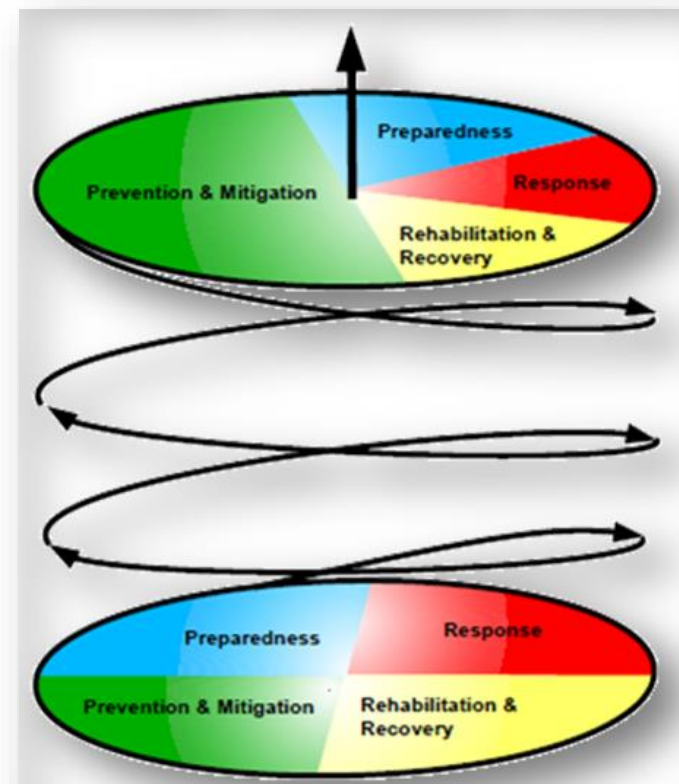 Preparedness
Response
Prevention & Mitigation
Rehabilitation &
Recovery
Preparedness
Response
Prevention & Mitigation
Rehabilitation &
Recovery